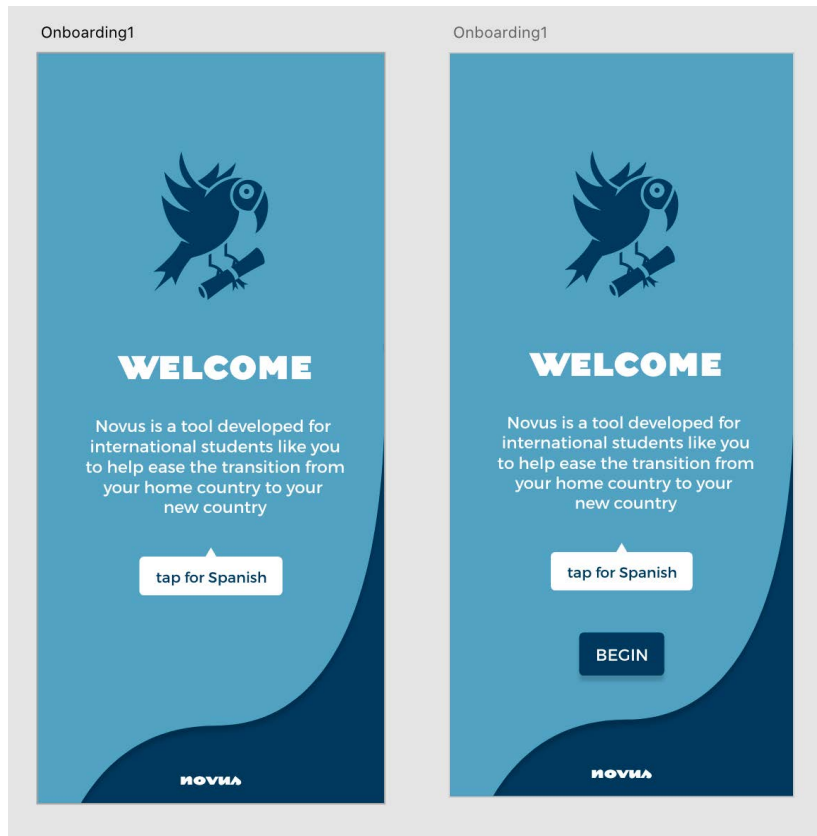 Onboarding1
WELCOME
Novus is a tool developed for
international students like you
to help ease the transition from
your home country to your
new country
tap for Spanish
novus
Onboarding1
WELCOME
Novus is a tool developed for
international students like you
to help ease the transition from
your home country to your
new country
tap for Spanish
BEGIN
novus